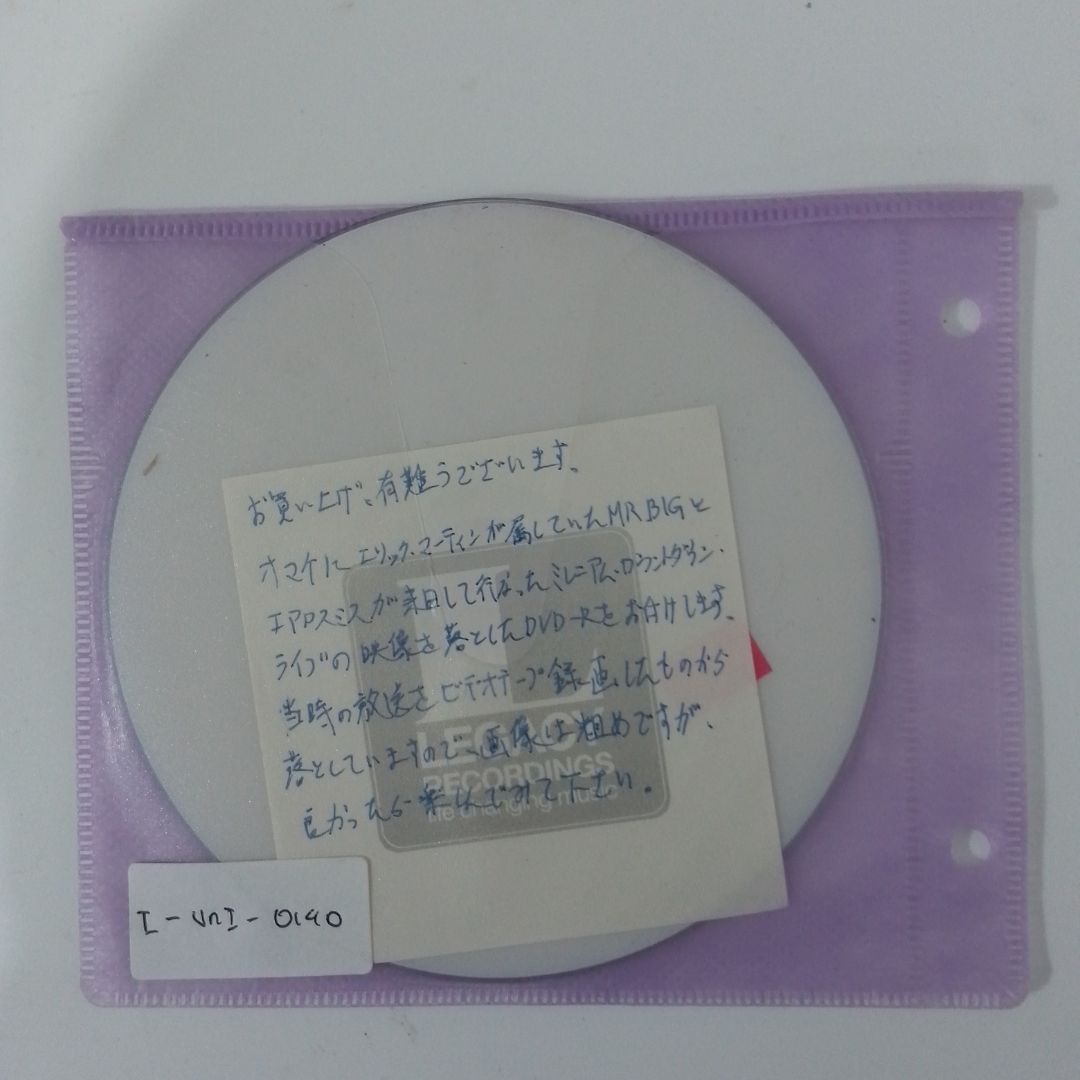 お買い上げ、有難うございます。
オマケにエリック・マーティンが属していたMR BIGと
エアロスミスが来日して行なったミレニアム・カウントダウン・
ライブの映像を落としたDVD-Rをお付けします。
当時の放送をビデオテープ録画したものから
落としていますので、画像は粗めですが、
良かったら楽しんでみて下さい。
LEGACY
RECORDINGS
life changing music
I-VnI-0190